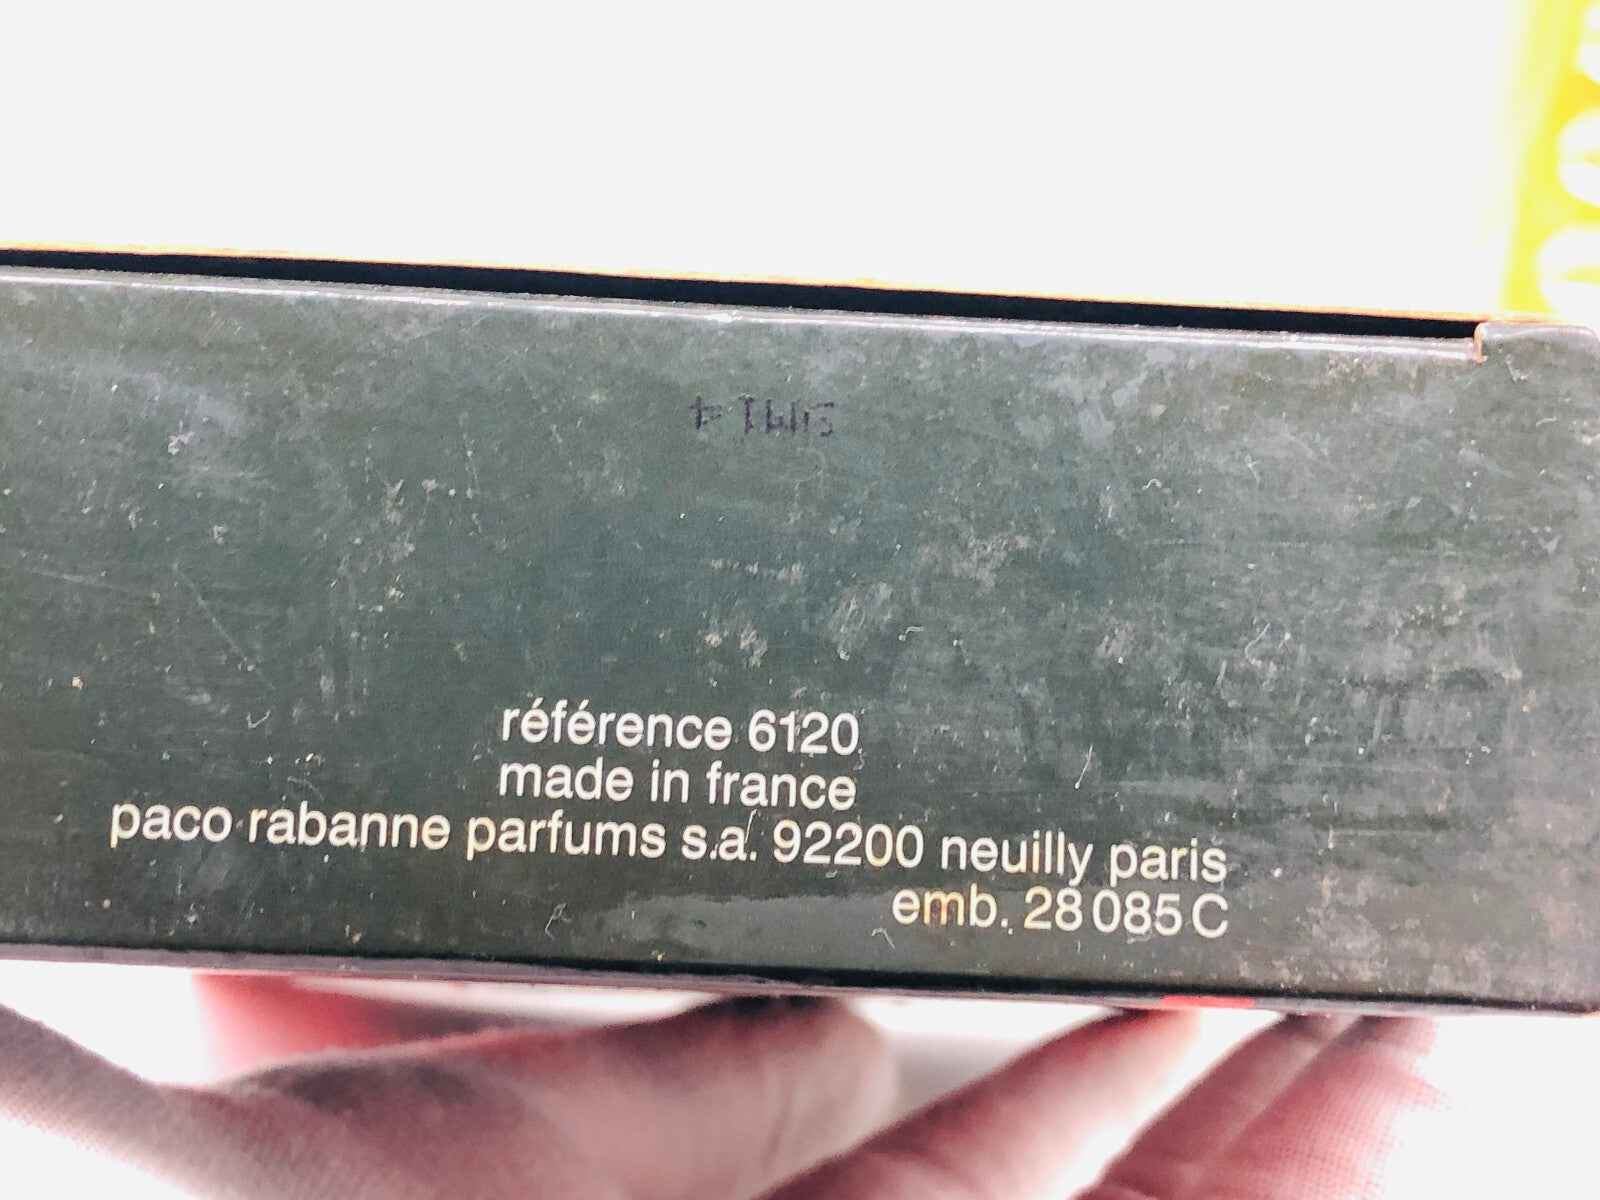 référence 6120
made in france
paco rabanne parfums s.a. 92200 neuilly paris
emb. 28 085 C